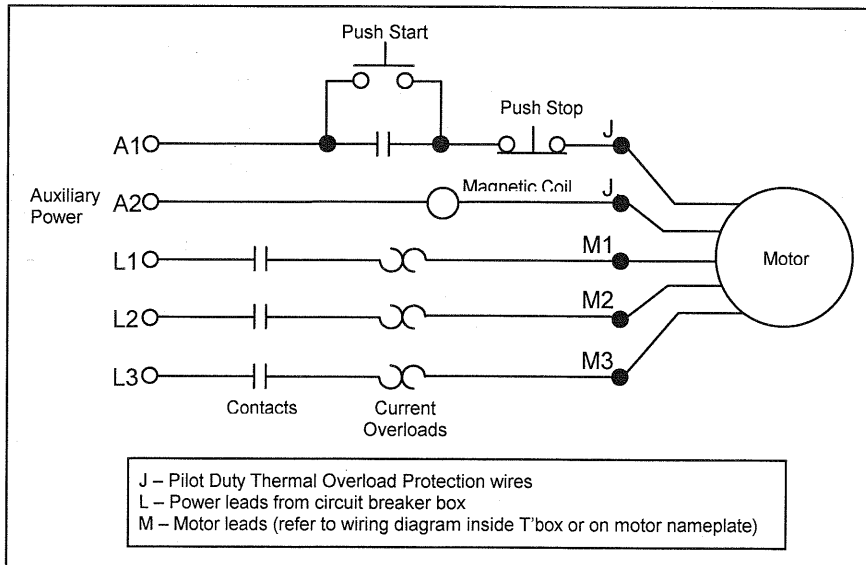 Push Start
Push Stop
A1
J
Auxiliary
Power
A2
Magnetic Coil
J
L1
M1
Motor
L2
M2
L3
M3
Contacts
Current
Overloads
J – Pilot Duty Thermal Overload Protection wires
L – Power leads from circuit breaker box
M – Motor leads (refer to wiring diagram inside T'box or on motor nameplate)